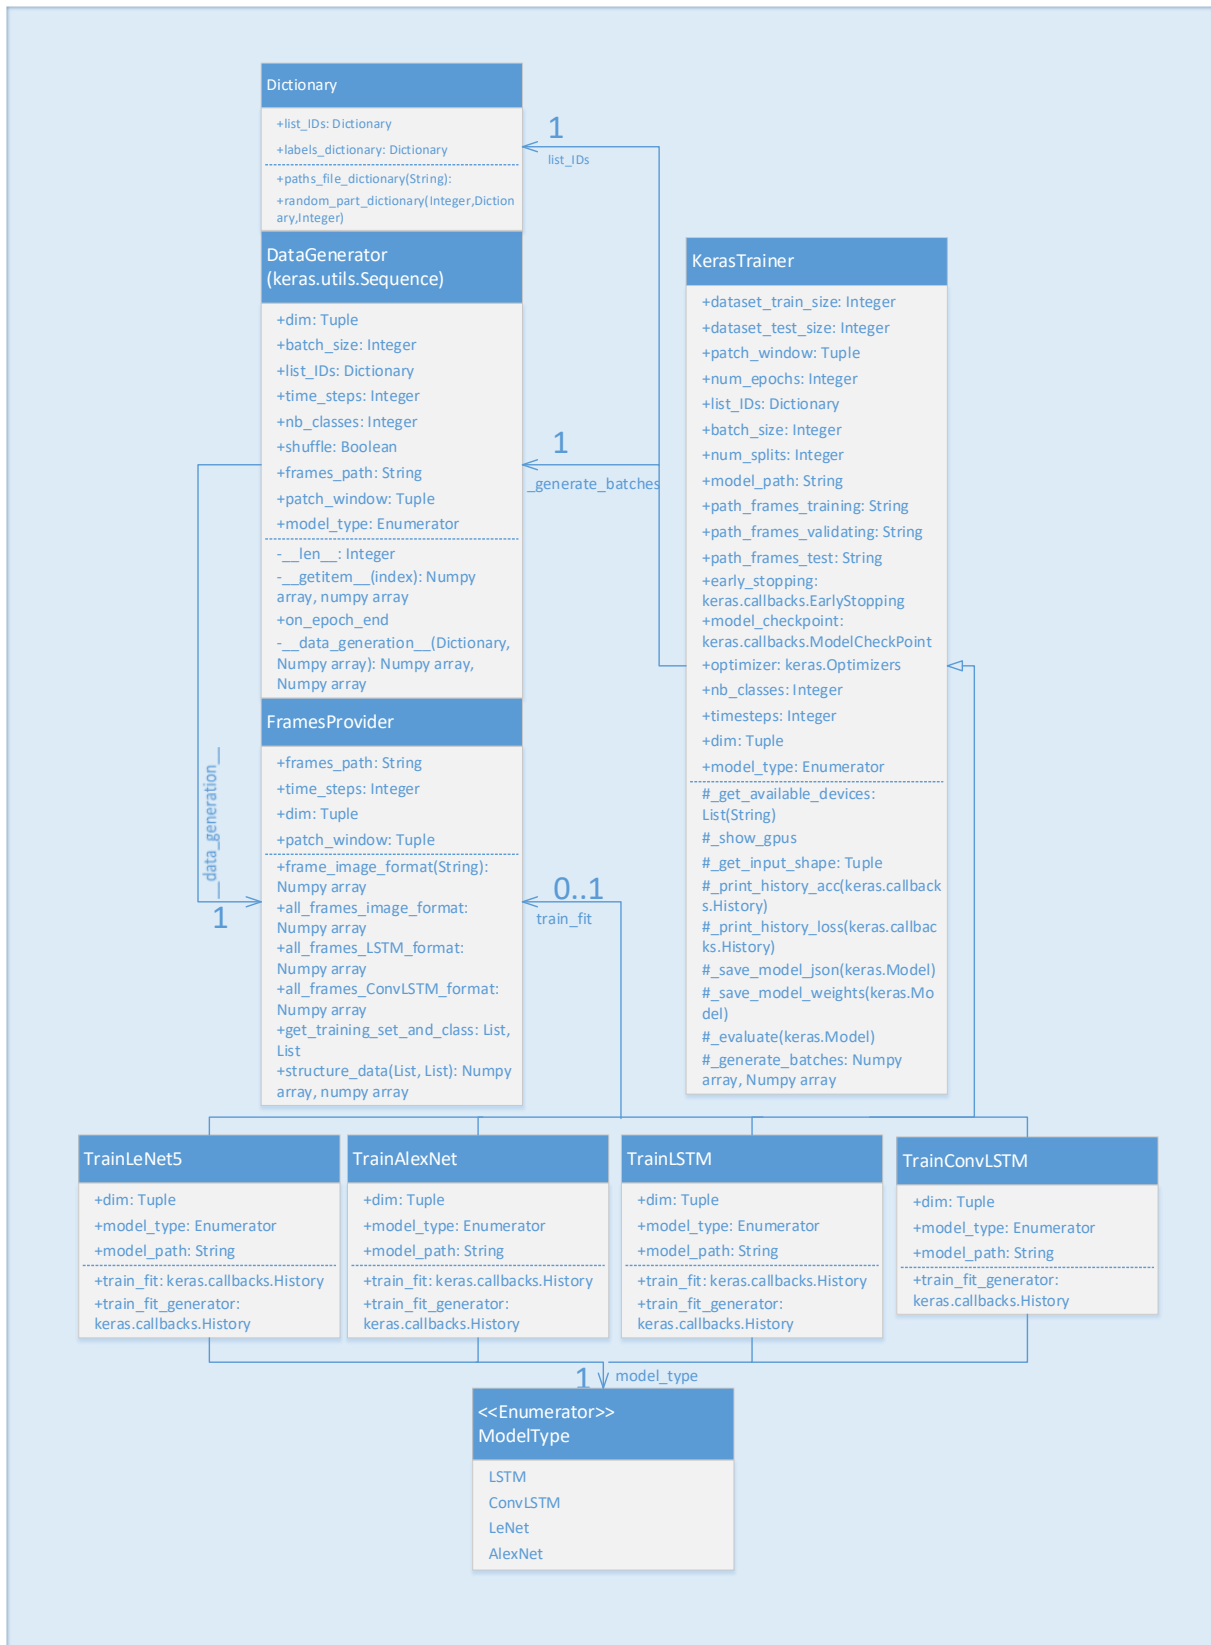 Dictionary
+list_IDs: Dictionary
+labels_dictionary: Dictionary
+paths_file_dictionary(String):
+random_part_dictionary(Integer,Diction
ary,Integer)
1
list_IDs
DataGenerator
(keras.utils.Sequence)
+dim: Tuple
+batch_size: Integer
+list_IDs: Dictionary
+time_steps: Integer
+nb_classes: Integer
+shuffle: Boolean
+frames_path: String
+patch_window: Tuple
+model_type: Enumerator
-__len__: Integer
-__getitem__(index): Numpy
array, numpy array
+on_epoch_end
-__data_generation__(Dictionary,
Numpy array): Numpy array,
Numpy array
1
_generate_batches
KerasTrainer
+dataset_train_size: Integer
+dataset_test_size: Integer
+patch_window: Tuple
+num_epochs: Integer
+list_IDs: Dictionary
+batch_size: Integer
+num_splits: Integer
+model_path: String
+path_frames_training: String
+path_frames_validating: String
+path_frames_test: String
+early_stopping:
keras.callbacks.EarlyStopping
+model_checkpoint:
keras.callbacks.ModelCheckPoint
+optimizer: keras.Optimizers
+nb_classes: Integer
+timesteps: Integer
+dim: Tuple
+model_type: Enumerator
#_get_available_devices:
List(String)
#_show_gpus
#_get_input_shape: Tuple
#_print_history_acc(keras.callback
s.History)
#_print_history_loss(keras.callbac
ks.History)
#_save_model_json(keras.Model)
#_save_model_weights(keras.Mo
del)
#_evaluate(keras.Model)
#_generate_batches: Numpy
array, Numpy array
FramesProvider
+frames_path: String
+time_steps: Integer
+dim: Tuple
+patch_window: Tuple
+frame_image_format(String):
Numpy array
+all_frames_image_format:
Numpy array
+all_frames_LSTM_format:
Numpy array
+all_frames_ConvLSTM_format:
Numpy array
+get_training_set_and_class: List,
List
+structure_data(List, List): Numpy
array, numpy array
__data_generation__
1
0..1
train_fit
TrainLeNet5
+dim: Tuple
+model_type: Enumerator
+model_path: String
+train_fit: keras.callbacks.History
+train_fit_generator:
keras.callbacks.History
TrainAlexNet
+dim: Tuple
+model_type: Enumerator
+model_path: String
+train_fit: keras.callbacks.History
+train_fit_generator:
keras.callbacks.History
TrainLSTM
+dim: Tuple
+model_type: Enumerator
+model_path: String
+train_fit: keras.callbacks.History
+train_fit_generator:
keras.callbacks.History
TrainConvLSTM
+dim: Tuple
+model_type: Enumerator
+model_path: String
+train_fit_generator:
keras.callbacks.History
1
model_type
<<Enumerator>>
ModelType
LSTM
ConvLSTM
LeNet
AlexNet